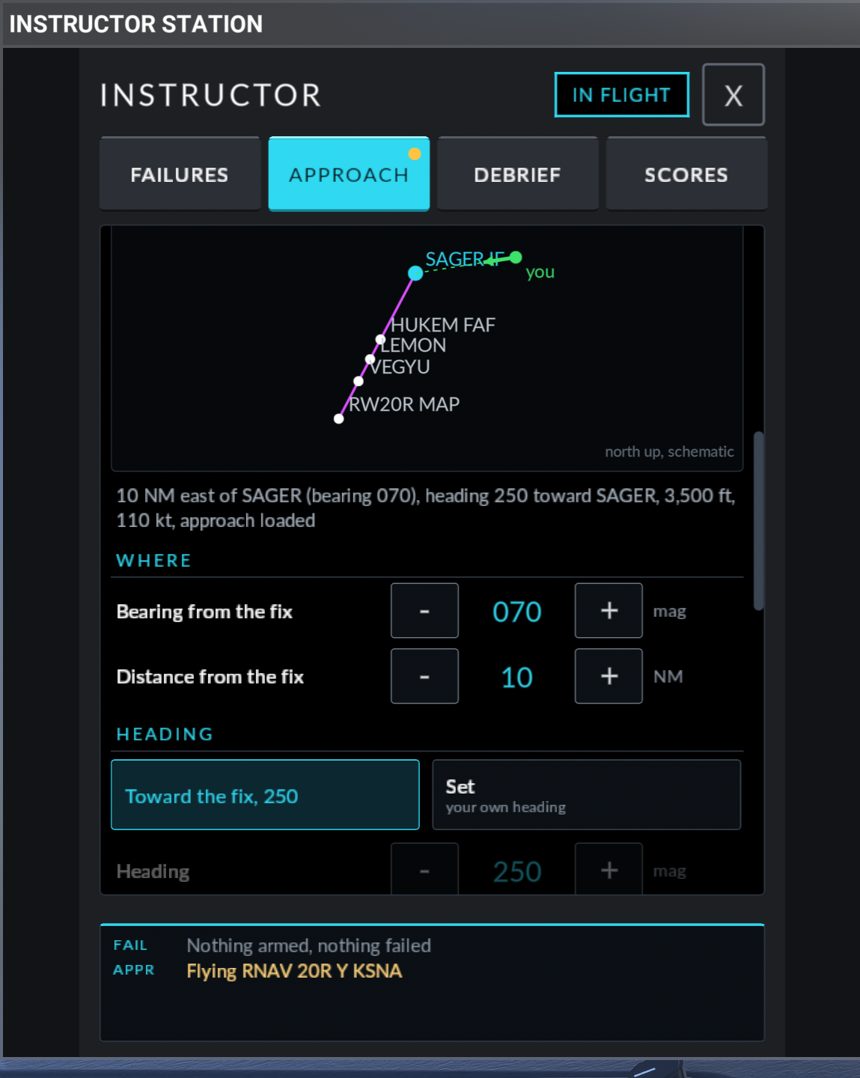 INSTRUCTOR STATION
INSTRUCTOR
IN FLIGHT
X
FAILURES
APPROACH
DEBRIEF
SCORES
SAGER IF
you
HUKEM FAF
LEMON
VEGYU
RW20R MAP
north up, schematic
10 NM east of SAGER (bearing 070), heading 250 toward SAGER, 3,500 ft,
110 kt, approach loaded
WHERE
Bearing from the fix - 070 + mag
Distance from the fix - 10 + NM
HEADING
Toward the fix, 250
Set
your own heading
Heading - 250 + mag
FAIL Nothing armed, nothing failed
APPR Flying RNAV 20R Y KSNA